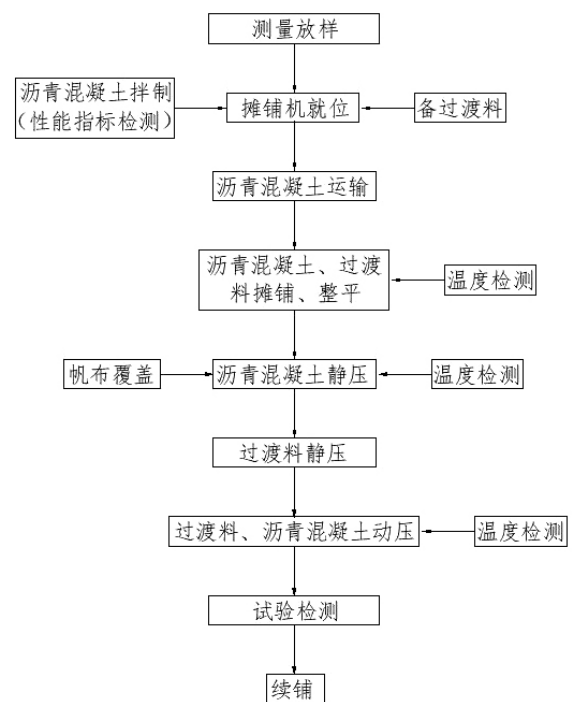 测量放样
沥青混凝土拌制
（性能指标检测）
摊铺机就位
备过渡料
沥青混凝土运输
沥青混凝土、过渡
料摊铺、整平
温度检测
帆布覆盖
沥青混凝土静压
温度检测
过渡料静压
过渡料、沥青混凝土动压
温度检测
试验检测
续铺